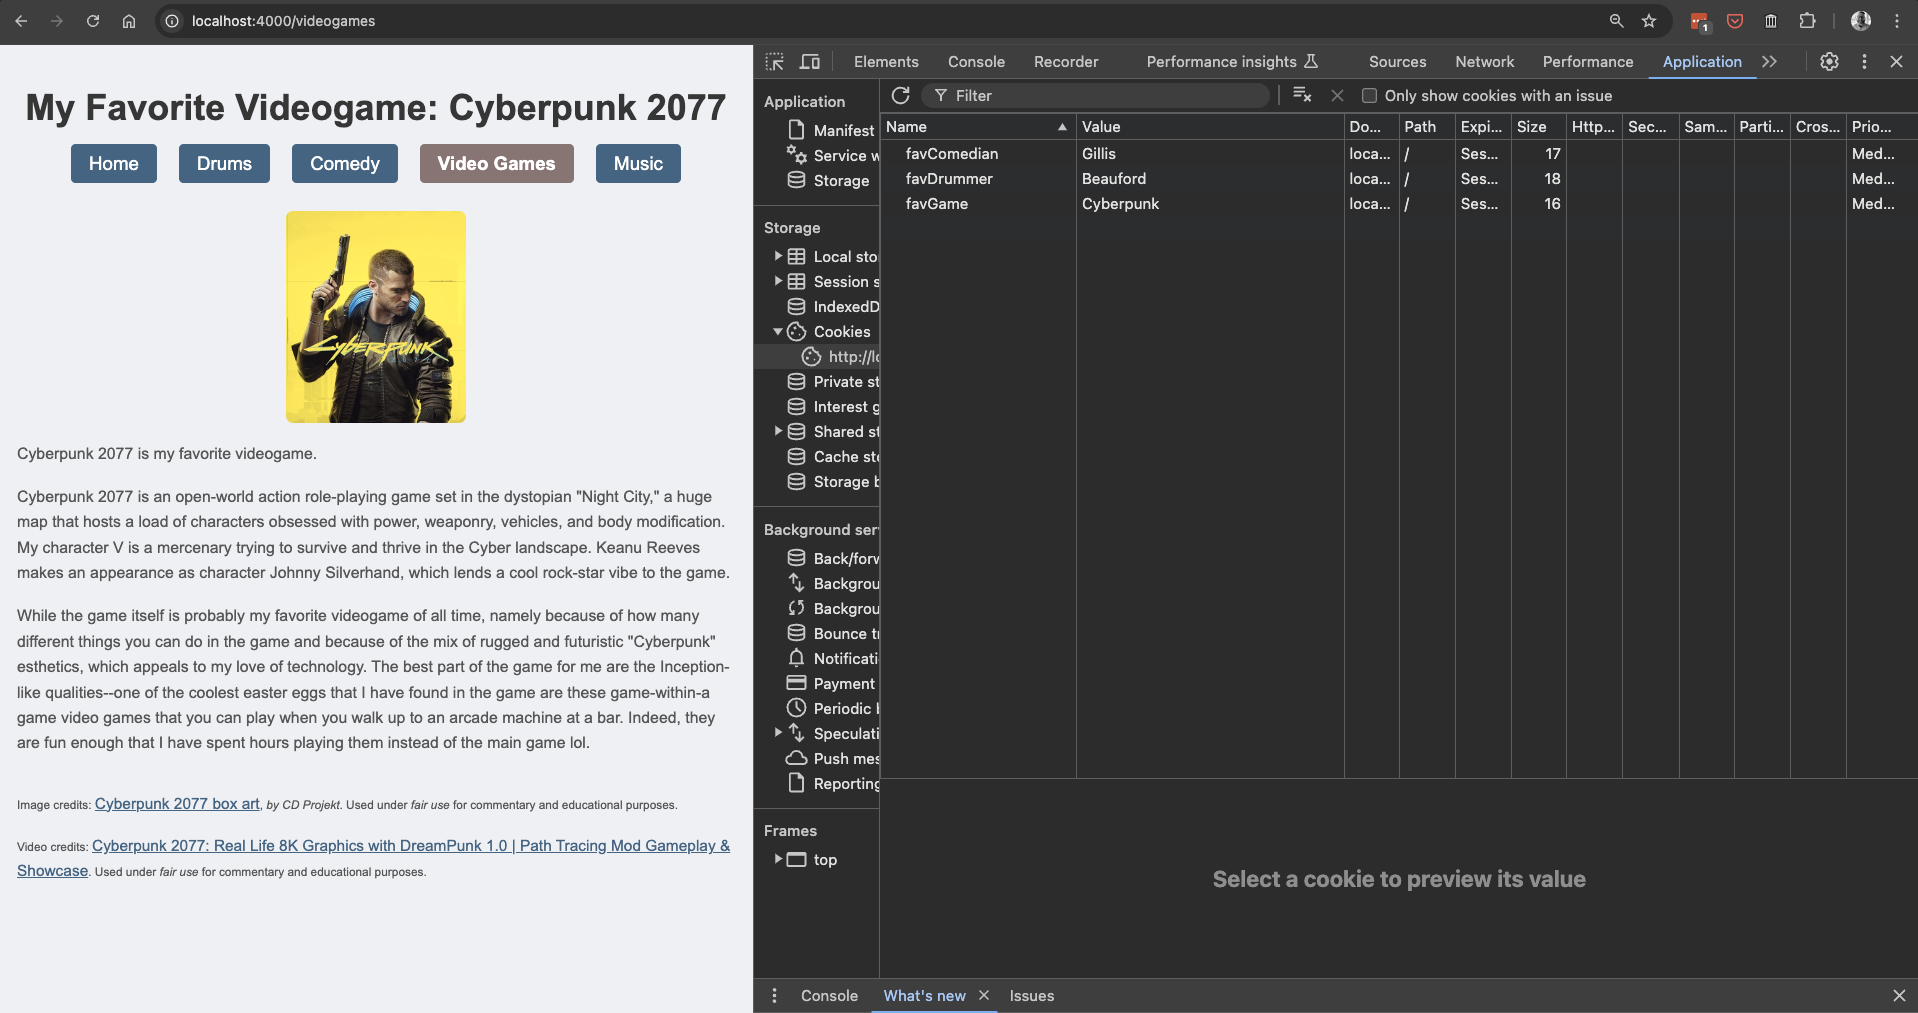 localhost:4000/videogames
1
My Favorite Videogame: Cyberpunk 2077
Home Drums Comedy Video Games Music
CYBERPUNK
Cyberpunk 2077 is my favorite videogame.
Cyberpunk 2077 is an open-world action role-playing game set in the dystopian "Night City," a huge
map that hosts a load of characters obsessed with power, weaponry, vehicles, and body modification.
My character V is a mercenary trying to survive and thrive in the Cyber landscape. Keanu Reeves
makes an appearance as character Johnny Silverhand, which lends a cool rock-star vibe to the game.
While the game itself is probably my favorite videogame of all time, namely because of how many
different things you can do in the game and because of the mix of rugged and futuristic "Cyberpunk"
esthetics, which appeals to my love of technology. The best part of the game for me are the Inception-
like qualities--one of the coolest easter eggs that I have found in the game are these game-within-a
game video games that you can play when you walk up to an arcade machine at a bar. Indeed, they
are fun enough that I have spent hours playing them instead of the main game lol.
Image credits: Cyberpunk 2077 box art, by CD Projekt. Used under fair use for commentary and educational purposes.
Video credits: Cyberpunk 2077: Real Life 8K Graphics with DreamPunk 1.0 | Path Tracing Mod Gameplay &
Showcase. Used under fair use for commentary and educational purposes.
Elements Console Recorder Performance insights Sources Network Performance Application
Application
Manifest
Service w
Storage
Storage
Local sto
Session s
IndexedD
Cookies
http://lo
Private st
Interest g
Shared st
Cache sto
Storage b
Background ser
Back/forw
Backgrou
Backgrou
Bounce tr
Notificati
Payment
Periodic b
Speculati
Push mes
Reporting
Frames
top
Filter Only show cookies with an issue
Name Value Do... Path Expi... Size Http... Sec... Sam... Parti... Cros... Prio...
favComedian Gillis loca... / Ses... 17 Med...
favDrummer Beauford loca... / Ses... 18 Med...
favGame Cyberpunk loca... / Ses... 16 Med...
Select a cookie to preview its value
Console What's new Issues